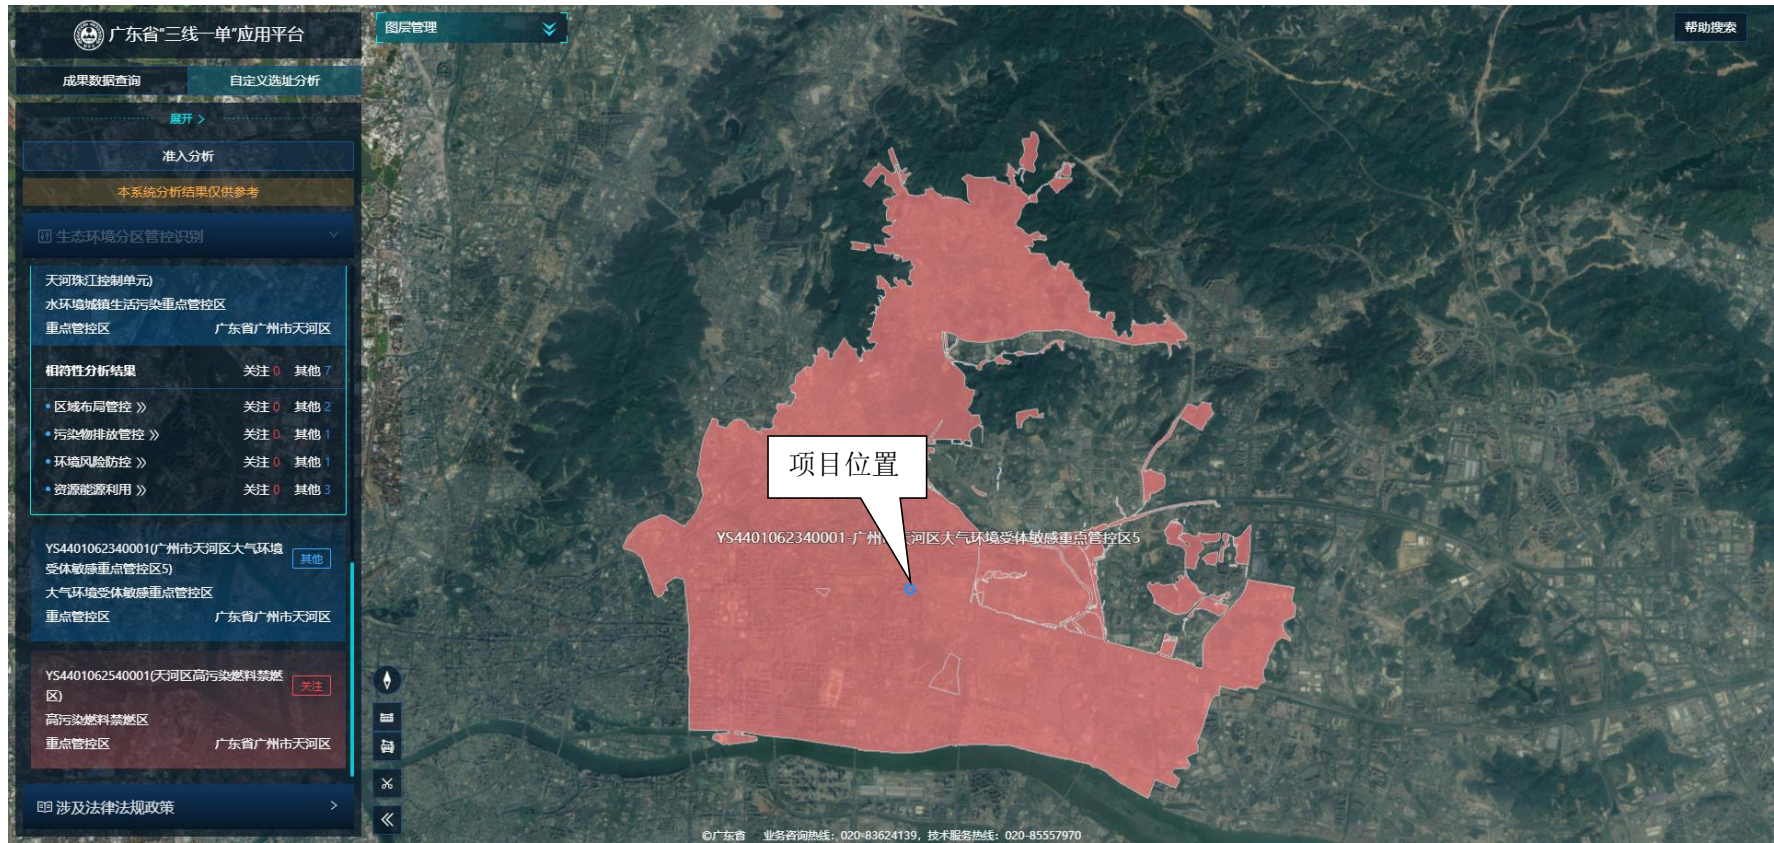 广东省"三线一单"应用平台
成果数据查询
自定义选址分析
展开 >
准入分析
本系统分析结果仅供参考
生态环境分区管控识别
天河珠江控制单元)
水环境城镇生活污染重点管控区
重点管控区 广东省广州市天河区
相符性分析结果 关注 0 其他 7
区域布局管控 » 关注 0 其他 2
污染物排放管控 » 关注 0 其他 1
环境风险防控 » 关注 0 其他 1
资源能源利用 » 关注 0 其他 3
YS4401062340001(广州市天河区大气环境
受体敏感重点管控区5)
其他
大气环境受体敏感重点管控区
重点管控区 广东省广州市天河区
YS4401062540001(天河区高污染燃料禁燃
区)
关注
高污染燃料禁燃区
重点管控区 广东省广州市天河区
涉及法律法规政策 >
图层管理
帮助搜索
项目位置
YS4401062340001-广州 天河区大气环境受体敏感重点管控区5
©广东省 业务咨询热线：020-83624139，技术服务热线：020-85557970